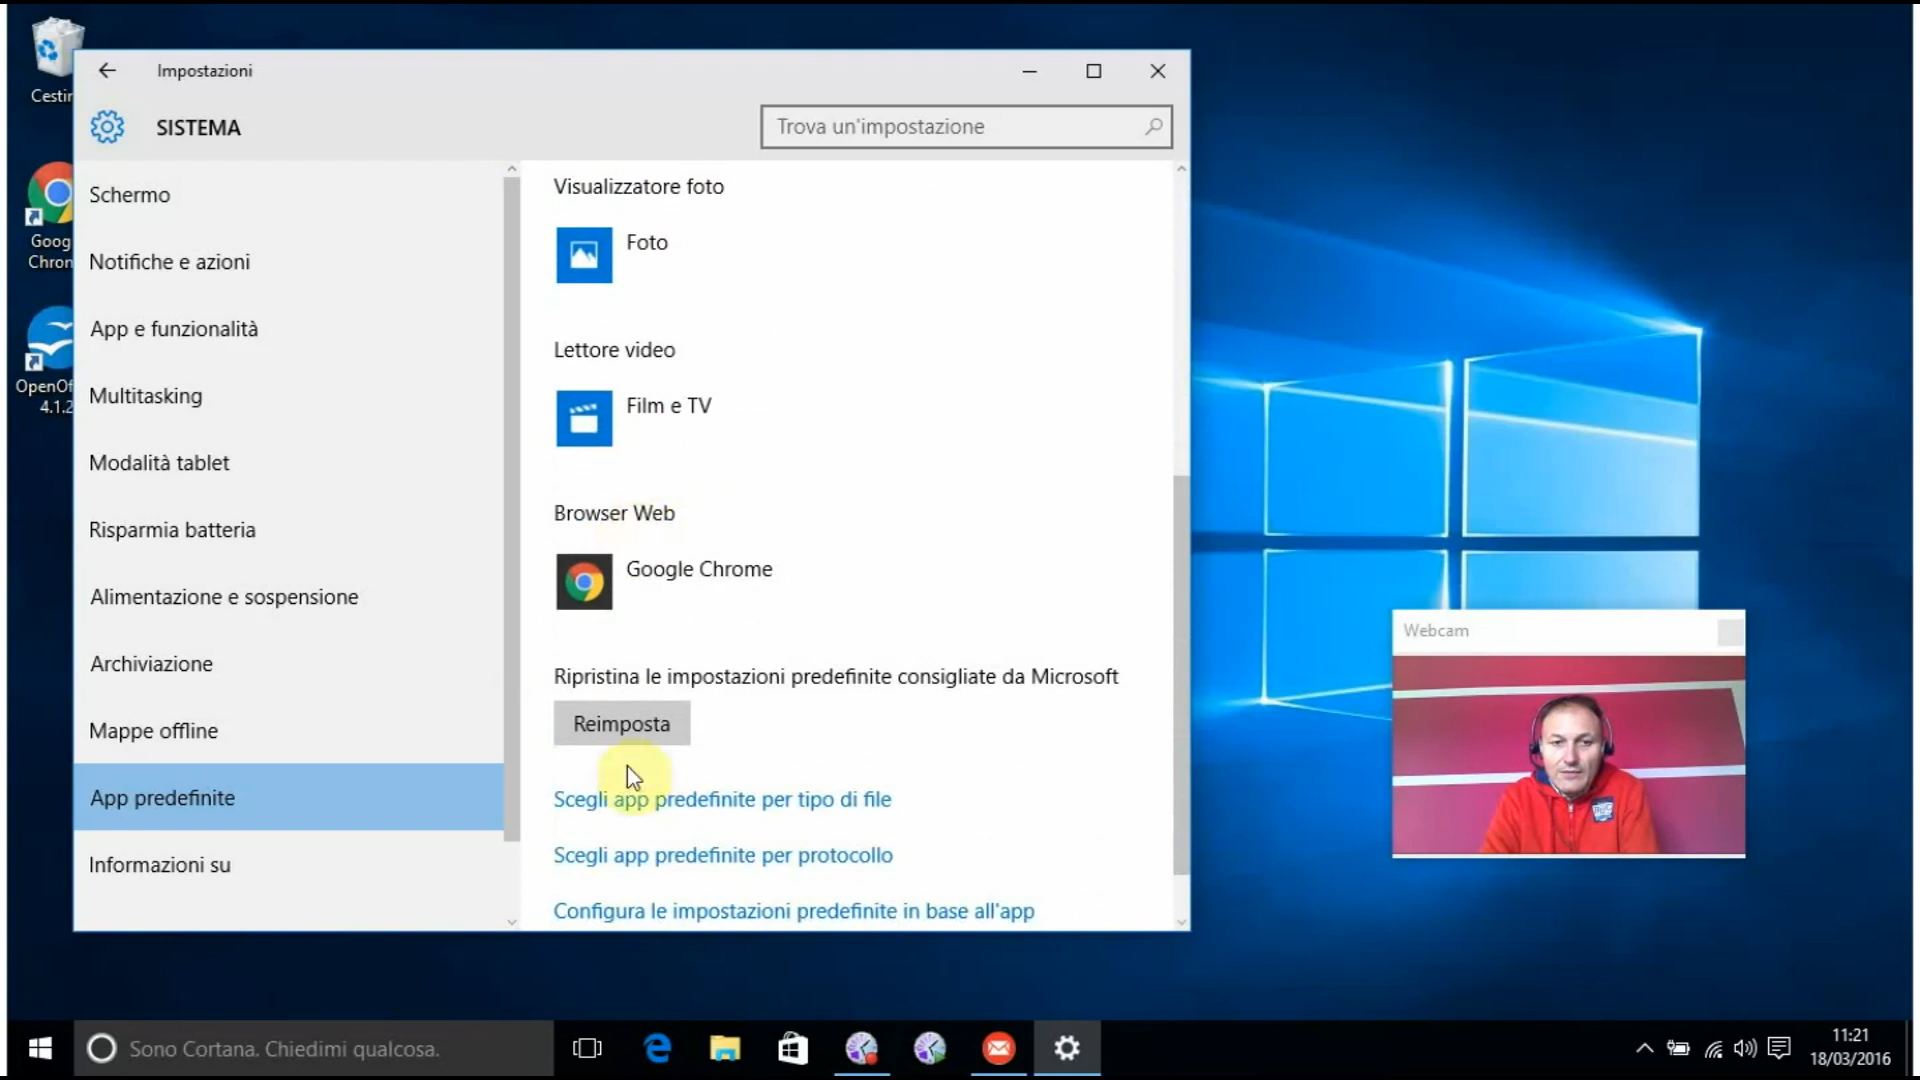 Impostazioni
SISTEMA
Trova un'impostazione
Schermo
Notifiche e azioni
App e funzionalità
Multitasking
Modalità tablet
Risparmia batteria
Alimentazione e sospensione
Archiviazione
Mappe offline
App predefinite
Informazioni su
Visualizzatore foto
Foto
Lettore video
Film e TV
Browser Web
Google Chrome
Ripristina le impostazioni predefinite consigliate da Microsoft
Reimposta
Scegli app predefinite per tipo di file
Scegli app predefinite per protocollo
Configura le impostazioni predefinite in base all'app
Cestin
Goog
Chron
OpenOf
4.1.2
Webcam
Sono Cortana. Chiedimi qualcosa.
11:21
18/03/2016